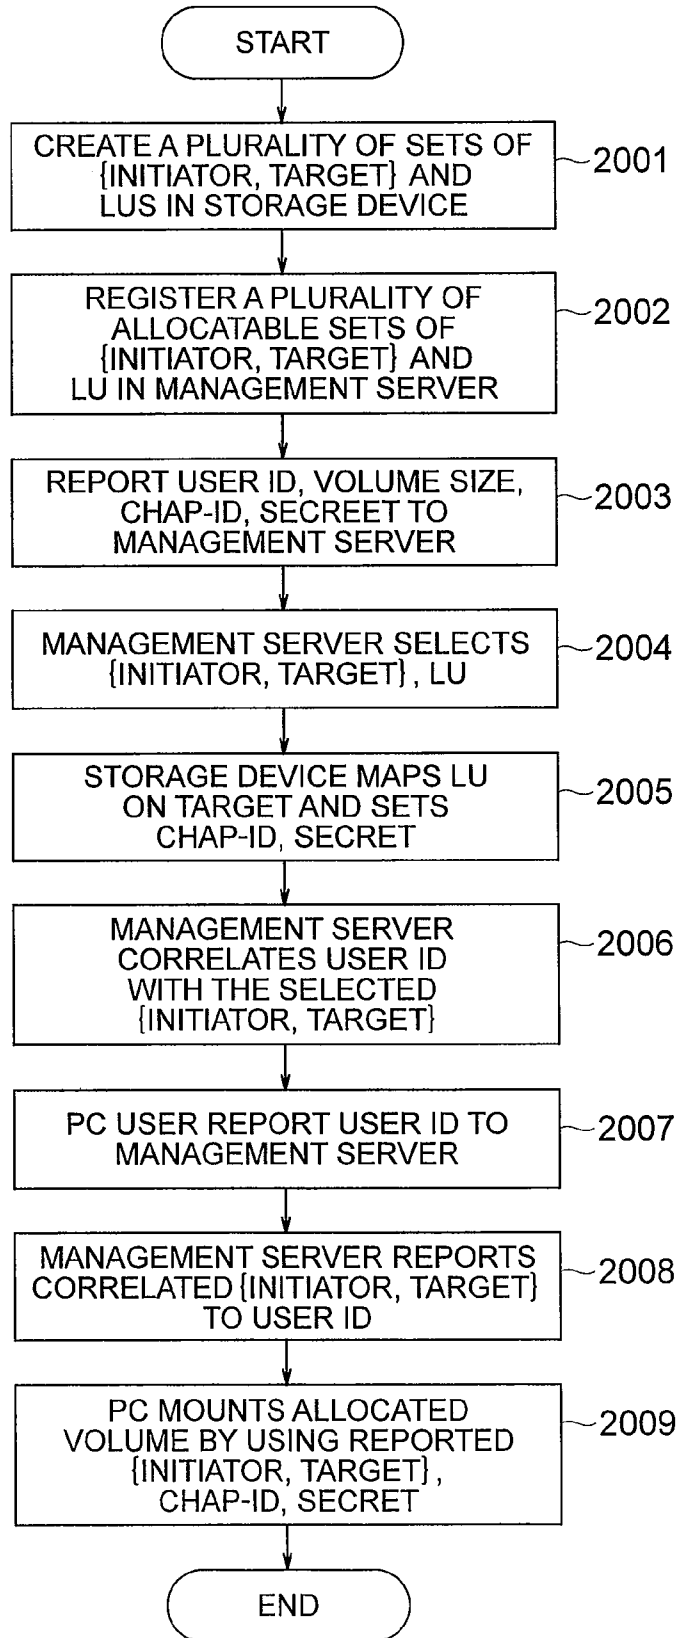 START
CREATE A PLURALITY OF SETS OF
{INITIATOR, TARGET} AND
LUS IN STORAGE DEVICE
2001
REGISTER A PLURALITY OF
ALLOCATABLE SETS OF
{INITIATOR, TARGET} AND
LU IN MANAGEMENT SERVER
2002
REPORT USER ID, VOLUME SIZE,
CHAP-ID, SECREET TO
MANAGEMENT SERVER
2003
MANAGEMENT SERVER SELECTS
{INITIATOR, TARGET}, LU
2004
STORAGE DEVICE MAPS LU
ON TARGET AND SETS
CHAP-ID, SECRET
2005
MANAGEMENT SERVER
CORRELATES USER ID
WITH THE SELECTED
{INITIATOR, TARGET}
2006
PC USER REPORT USER ID TO
MANAGEMENT SERVER
2007
MANAGEMENT SERVER REPORTS
CORRELATED {INITIATOR, TARGET}
TO USER ID
2008
PC MOUNTS ALLOCATED
VOLUME BY USING REPORTED
{INITIATOR, TARGET},
CHAP-ID, SECRET
2009
END